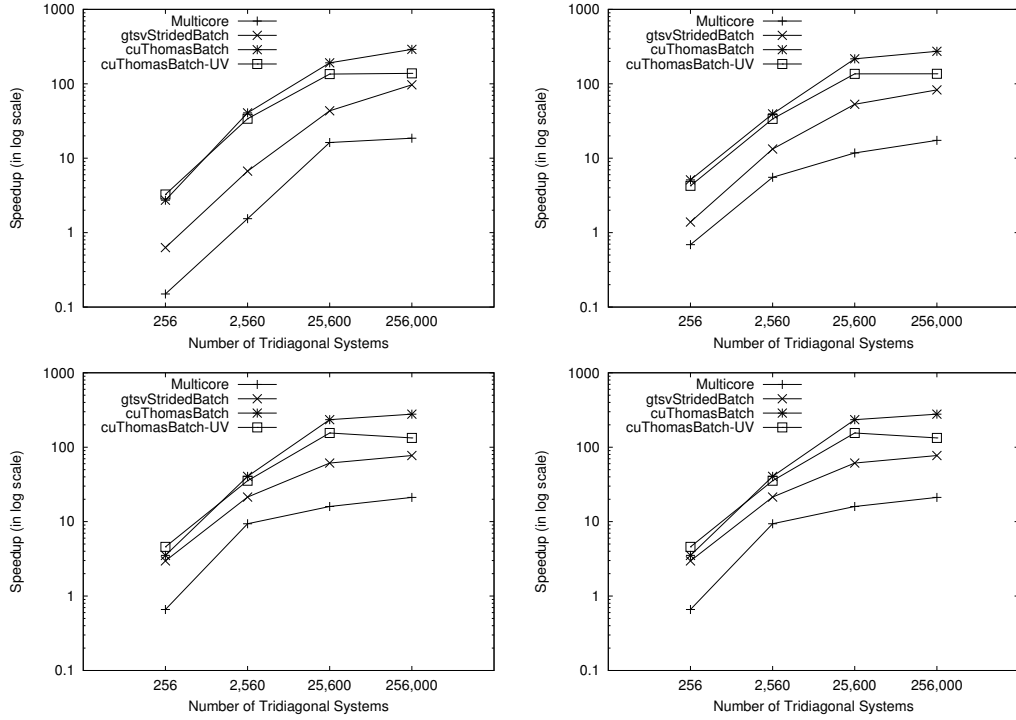 Multicore
gtsvStridedBatch
cuThomasBatch
cuThomasBatch-UV
1000
100
10
1
0.1
Speedup (in log scale)
256
2,560
25,600
256,000
Number of Tridiagonal Systems
Multicore
gtsvStridedBatch
cuThomasBatch
cuThomasBatch-UV
1000
100
10
1
0.1
Speedup (in log scale)
256
2,560
25,600
256,000
Number of Tridiagonal Systems
Multicore
gtsvStridedBatch
cuThomasBatch
cuThomasBatch-UV
1000
100
10
1
0.1
Speedup (in log scale)
256
2,560
25,600
256,000
Number of Tridiagonal Systems
Multicore
gtsvStridedBatch
cuThomasBatch
cuThomasBatch-UV
1000
100
10
1
0.1
Speedup (in log scale)
256
2,560
25,600
256,000
Number of Tridiagonal Systems